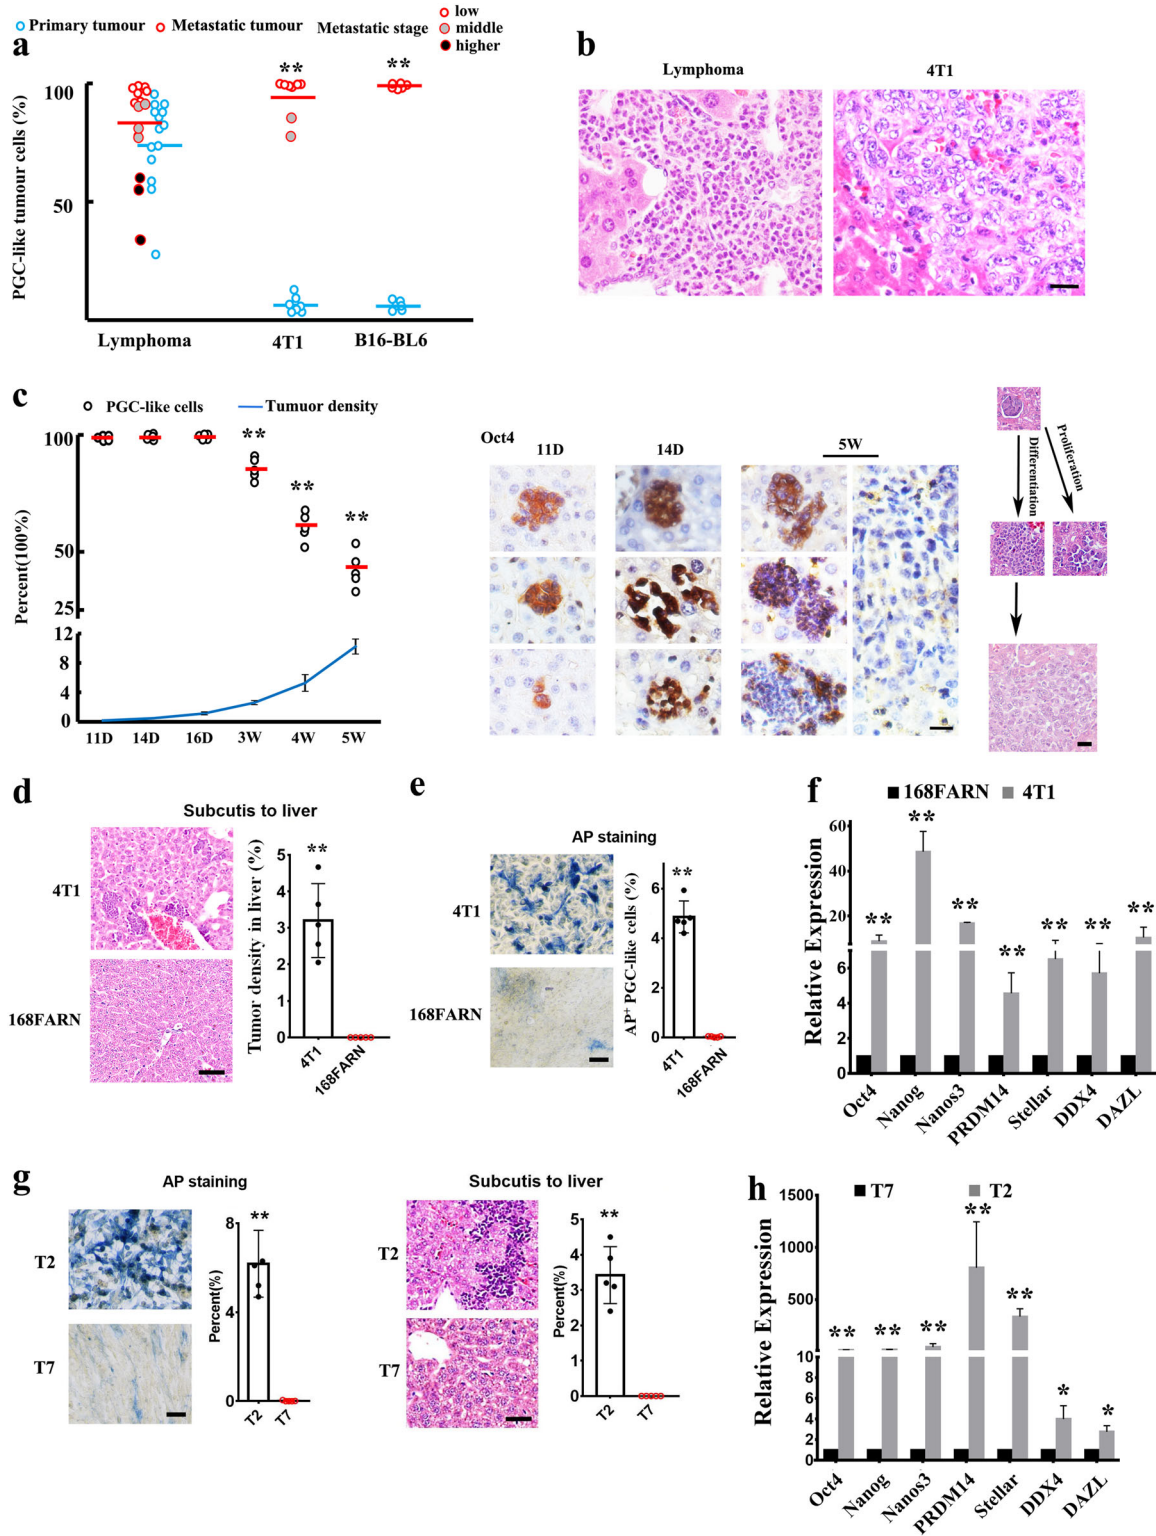 Primary tumour Metastatic tumour Metastatic stage low
middle
higher
a
PGC-like tumour cells (%)
100
50
** **
Lymphoma 4T1 B16-BL6
b
Lymphoma 4T1
c
PGC-like cells Tumuor density
Percent(100%)
100
50
25
12
8
4
0
** ** **
11D 14D 16D 3W 4W 5W
Oct4
11D 14D 5W
Differentiation
Proliferation
d
Subcutis to liver
4T1
168FARN
Tumor density in liver (%)
5
4
3
2
1
0
**
4T1 168FARN
e
AP staining
4T1
168FARN
AP+ PGC-like cells (%)
6
4
2
0
**
4T1 168FARN
f
168FARN 4T1
Relative Expression
60
40
20
6
4
2
0
** ** ** ** ** ** **
Oct4 Nanog Nanos3 PRDM14 Stellar DDX4 DAZL
g
AP staining
T2
T7
Percent(%)
8
4
0
**
T2 T7
Subcutis to liver
T2
T7
Percent(%)
5
4
3
2
1
0
**
T2 T7
h
T7 T2
Relative Expression
1500
1000
500
10
8
6
4
2
0
** ** ** ** ** * *
Oct4 Nanog Nanos3 PRDM14 Stellar DDX4 DAZL